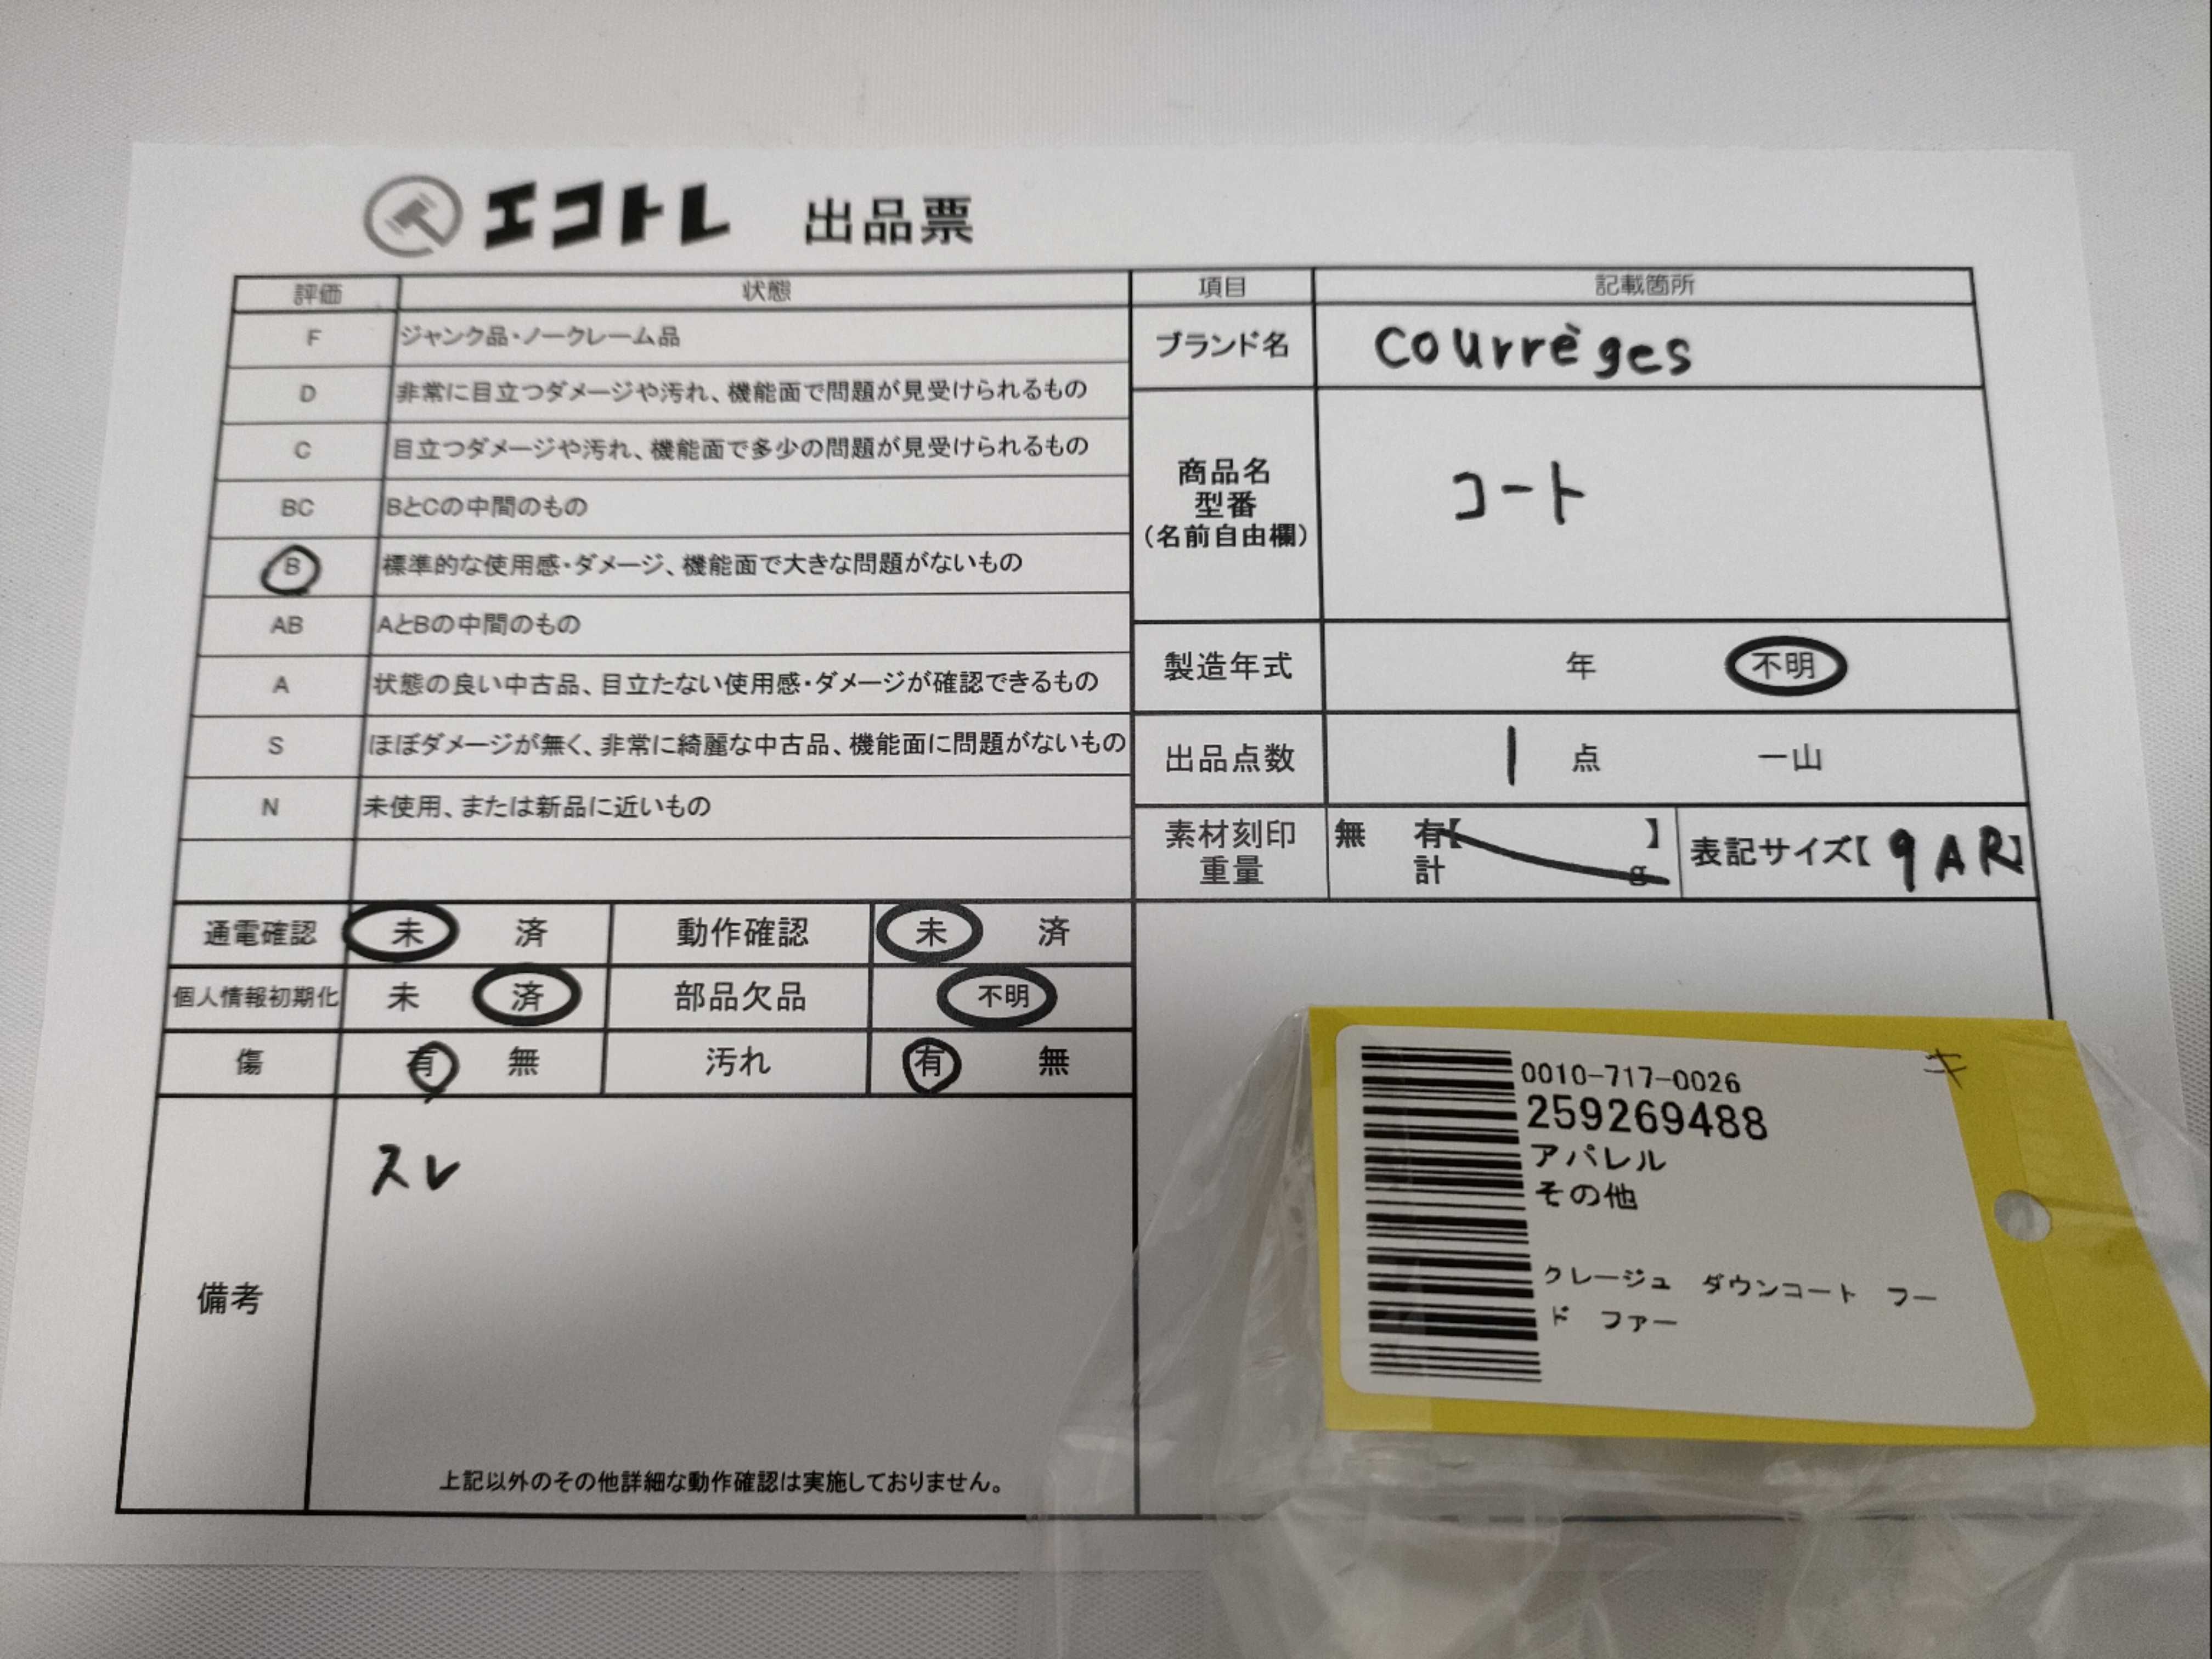 エコトレ 出品票
評価 状態
F ジャンク品・ノークレーム品
D 非常に目立つダメージや汚れ、機能面で問題が見受けられるもの
C 目立つダメージや汚れ、機能面で多少の問題が見受けられるもの
BC BとCの中間のもの
B 標準的な使用感・ダメージ、機能面で大きな問題がないもの
AB AとBの中間のもの
A 状態の良い中古品、目立たない使用感・ダメージが確認できるもの
S ほぼダメージが無く、非常に綺麗な中古品、機能面に問題がないもの
N 未使用、または新品に近いもの
項目 記載箇所
ブランド名 courrèges
商品名
型番
(名前自由欄)
コート
製造年式 年 不明
出品点数 1 点 一山
素材刻印 無 有【 】
重量 計 g
表記サイズ【9AR】
通電確認 未 済 動作確認 未 済
個人情報初期化 未 済 部品欠品 不明
傷 有 無 汚れ 有 無
備考
スレ
上記以外のその他詳細な動作確認は実施しておりません。
0010-717-0026
259269488
アパレル
その他
クレージュ ダウンコート フー
ド ファー